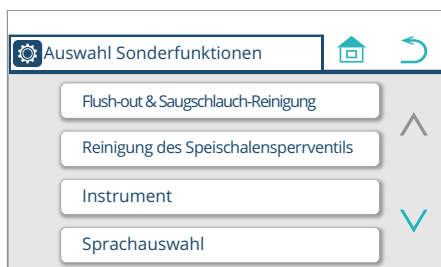 Auswahl Sonderfunktionen
Flush-out & Saugschlauch-Reinigung
Reinigung des Speischalensperrventils
Instrument
Sprachauswahl